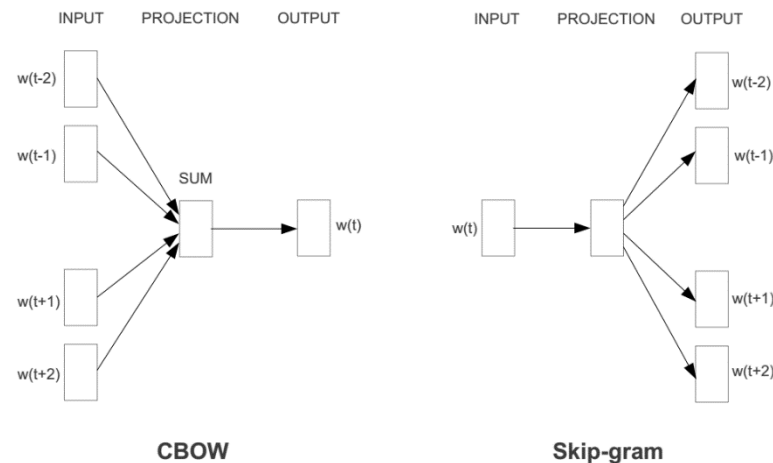 INPUT PROJECTION OUTPUT
w(t-2)
w(t-1)
SUM
w(t)
w(t+1)
w(t+2)
CBOW
INPUT PROJECTION OUTPUT
w(t-2)
w(t-1)
w(t)
w(t+1)
w(t+2)
Skip-gram